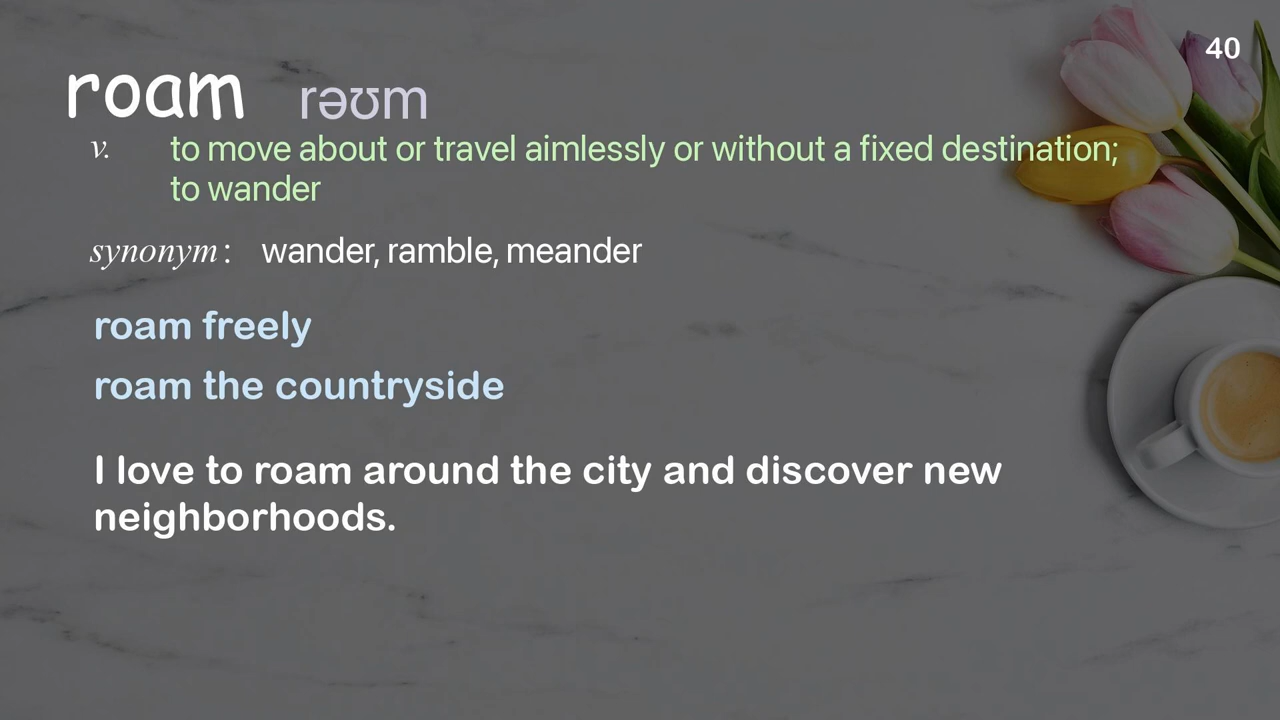 40
roam rəʊm
v. to move about or travel aimlessly or without a fixed destination;
to wander
synonym: wander, ramble, meander
roam freely
roam the countryside
I love to roam around the city and discover new
neighborhoods.